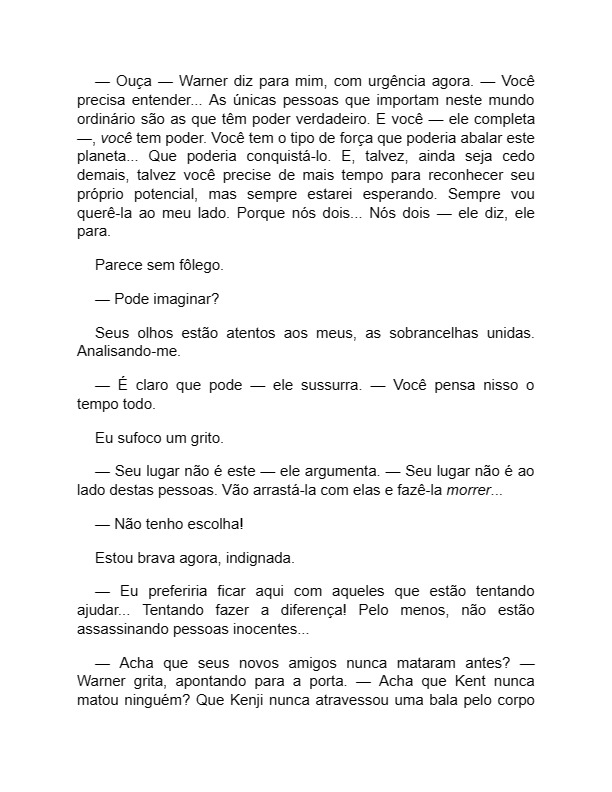 — Ouça — Warner diz para mim, com urgência agora. — Você
precisa entender... As únicas pessoas que importam neste mundo
ordinário são as que têm poder verdadeiro. E você — ele completa
—, você tem poder. Você tem o tipo de força que poderia abalar este
planeta... Que poderia conquistá-lo. E, talvez, ainda seja cedo
demais, talvez você precise de mais tempo para reconhecer seu
próprio potencial, mas sempre estarei esperando. Sempre vou
querê-la ao meu lado. Porque nós dois... Nós dois — ele diz, ele
para.
Parece sem fôlego.
— Pode imaginar?
Seus olhos estão atentos aos meus, as sobrancelhas unidas.
Analisando-me.
— É claro que pode — ele sussurra. — Você pensa nisso o
tempo todo.
Eu sufoco um grito.
— Seu lugar não é este — ele argumenta. — Seu lugar não é ao
lado destas pessoas. Vão arrastá-la com elas e fazê-la morrer...
— Não tenho escolha!
Estou brava agora, indignada.
— Eu preferiria ficar aqui com aqueles que estão tentando
ajudar... Tentando fazer a diferença! Pelo menos, não estão
assassinando pessoas inocentes...
— Acha que seus novos amigos nunca mataram antes? —
Warner grita, apontando para a porta. — Acha que Kent nunca
matou ninguém? Que Kenji nunca atravessou uma bala pelo corpo